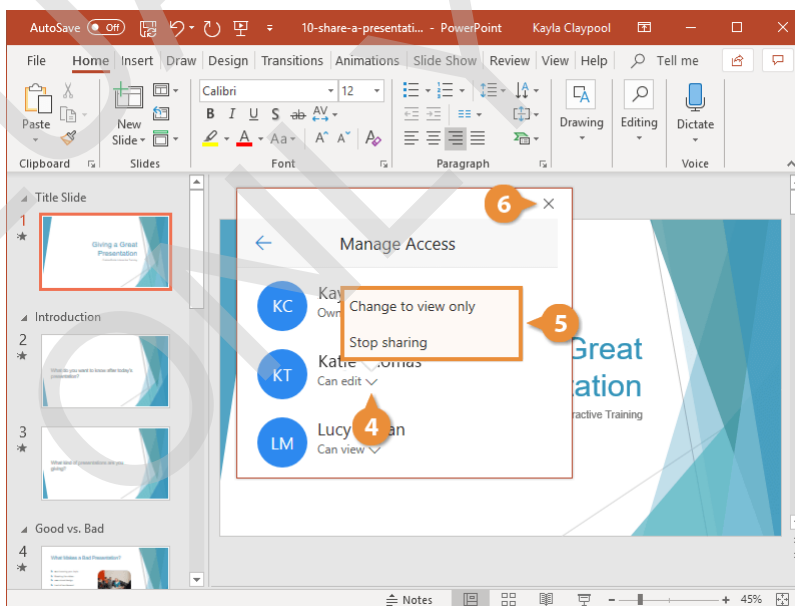 AutoSave Off 10-share-a-presentati... - PowerPoint Kayla Claypool
File Home Insert Draw Design Transitions Animations Slide Show Review View Help Tell me
Calibri 12
B I U S ab AV
A Aa A A A
Paste New Slide Drawing Editing Dictate
Clipboard Slides Font Paragraph Voice
Title Slide
1
Giving a Great
Presentation
Introduction
2
What do you want to know after today's
presentation?
3
What kind of presentations did you
giving?
Good vs. Bad
4
What Makes a Bad Presentation?
6
Manage Access
KC
Kay
Own
Change to view only
Stop sharing
5
KT
Katie Thomas
Can edit
4
LM
Lucy an
Can view
Great
ation
ractive Training
Notes 45%